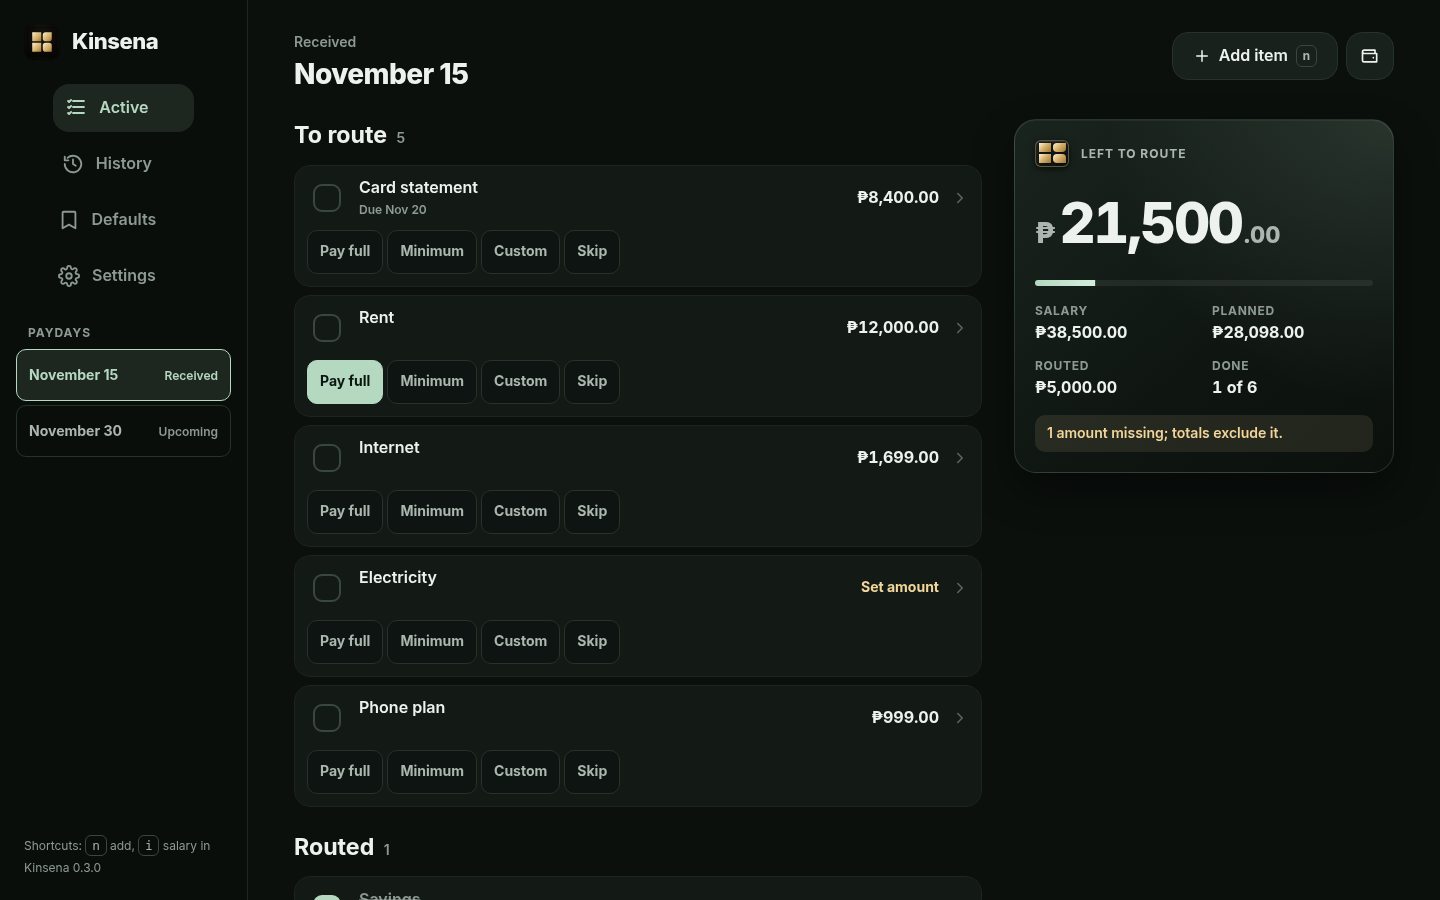 Kinsena
Active
History
Defaults
Settings
PAYDAYS
November 15 Received
November 30 Upcoming
Shortcuts: n add, i salary in
Kinsena 0.3.0
Received
November 15
Add item n
To route 5
Card statement
Due Nov 20
₱8,400.00
Pay full Minimum Custom Skip
Rent
₱12,000.00
Pay full Minimum Custom Skip
Internet
₱1,699.00
Pay full Minimum Custom Skip
Electricity
Set amount
Pay full Minimum Custom Skip
Phone plan
₱999.00
Pay full Minimum Custom Skip
Routed 1
Savings
LEFT TO ROUTE
₱21,500.00
SALARY PLANNED
₱38,500.00 ₱28,098.00
ROUTED DONE
₱5,000.00 1 of 6
1 amount missing; totals exclude it.